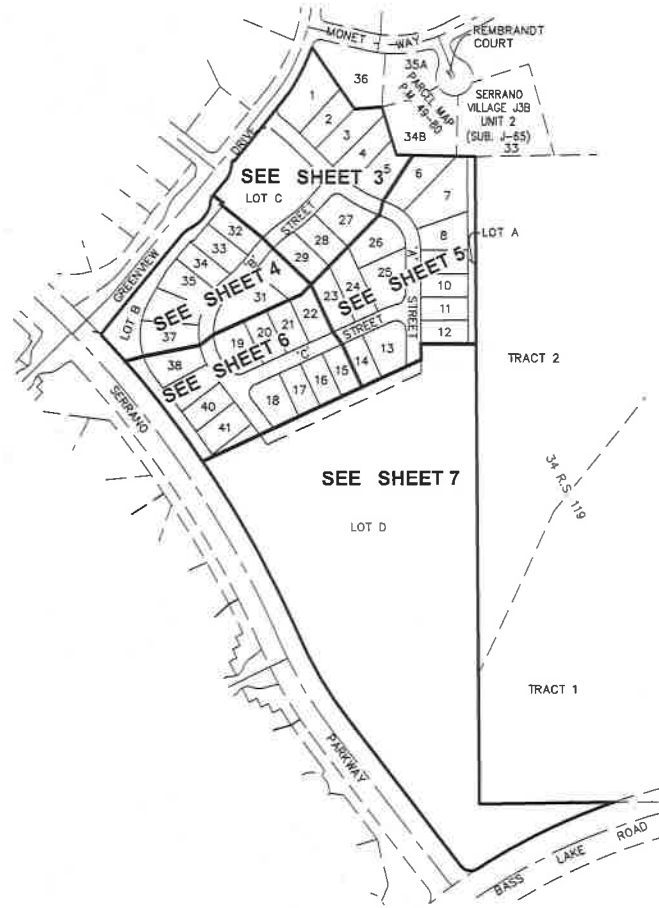 MONET WAY
REMBRANDT
COURT
36
35A
PARCEL MAP
P.M. 49-80
34B
SERRANO
VILLAGE J3B
UNIT 2
(SUB. J-65)
33
1
2
3
4
5
6
7
8
DRIVE
SEE SHEET 3
LOT C
STREET
27
28
29
26
25
24
23
'A'
STREET
LOT A
SEE SHEET 5
10
11
12
GREENVIEW
32
33
34
35
'B'
31
SEE SHEET 4
LOT B
37
22
21
20
19
'C' STREET
13
14
15
16
17
18
SEE SHEET 6
38
40
41
TRACT 2
SERRANO
SEE SHEET 7
LOT D
34 R.S. 119
TRACT 1
PARKWAY
BASS LAKE ROAD